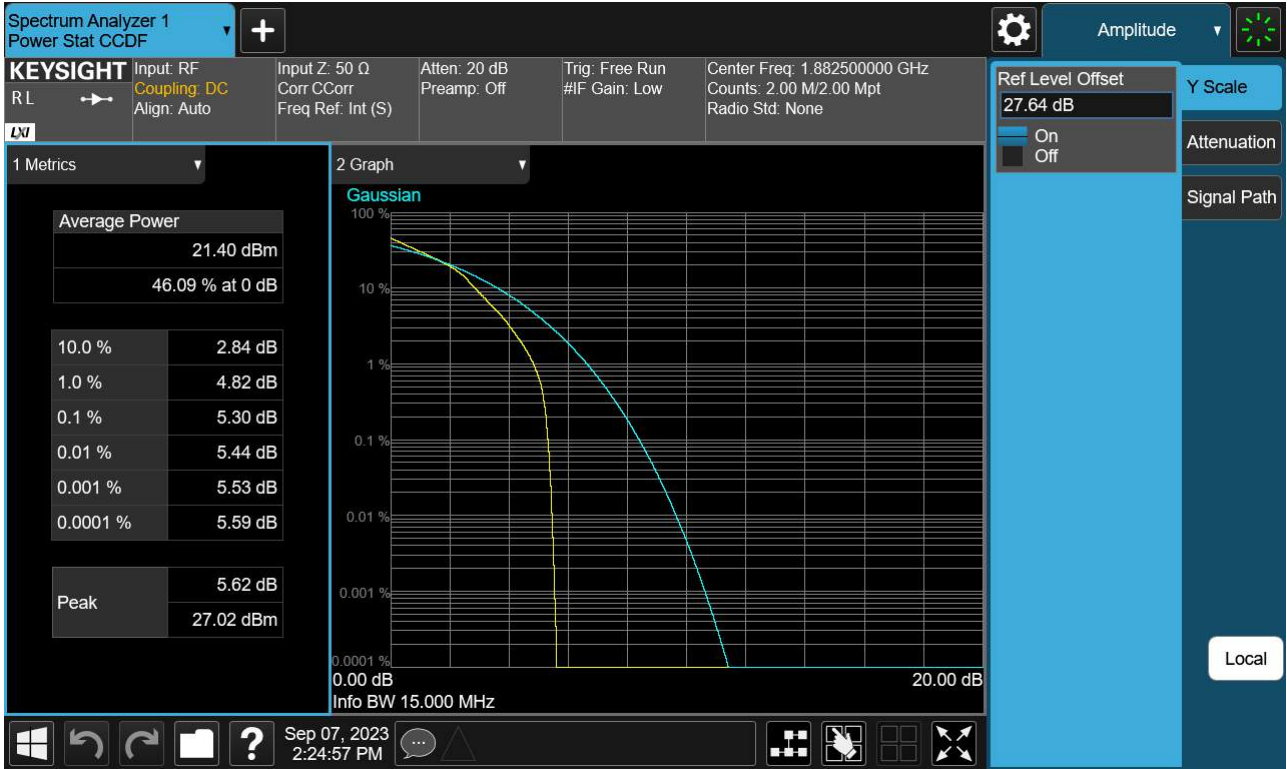 Spectrum Analyzer 1
Power Stat CCDF
Amplitude
KEYSIGHT
RL
LXI
Input: RF
Coupling: DC
Align: Auto
Input Z: 50 Ω
Corr CCorr
Freq Ref: Int (S)
Atten: 20 dB
Preamp: Off
Trig: Free Run
#IF Gain: Low
Center Freq: 1.882500000 GHz
Counts: 2.00 M/2.00 Mpt
Radio Std: None
Ref Level Offset
27.64 dB
On
Off
Y Scale
Attenuation
Signal Path
1 Metrics
Average Power
21.40 dBm
46.09 % at 0 dB
10.0 % 2.84 dB
1.0 % 4.82 dB
0.1 % 5.30 dB
0.01 % 5.44 dB
0.001 % 5.53 dB
0.0001 % 5.59 dB
Peak
5.62 dB
27.02 dBm
2 Graph
Gaussian
100 %
10 %
1 %
0.1 %
0.01 %
0.001 %
0.0001 %
0.00 dB
20.00 dB
Info BW 15.000 MHz
Local
?
Sep 07, 2023
2:24:57 PM